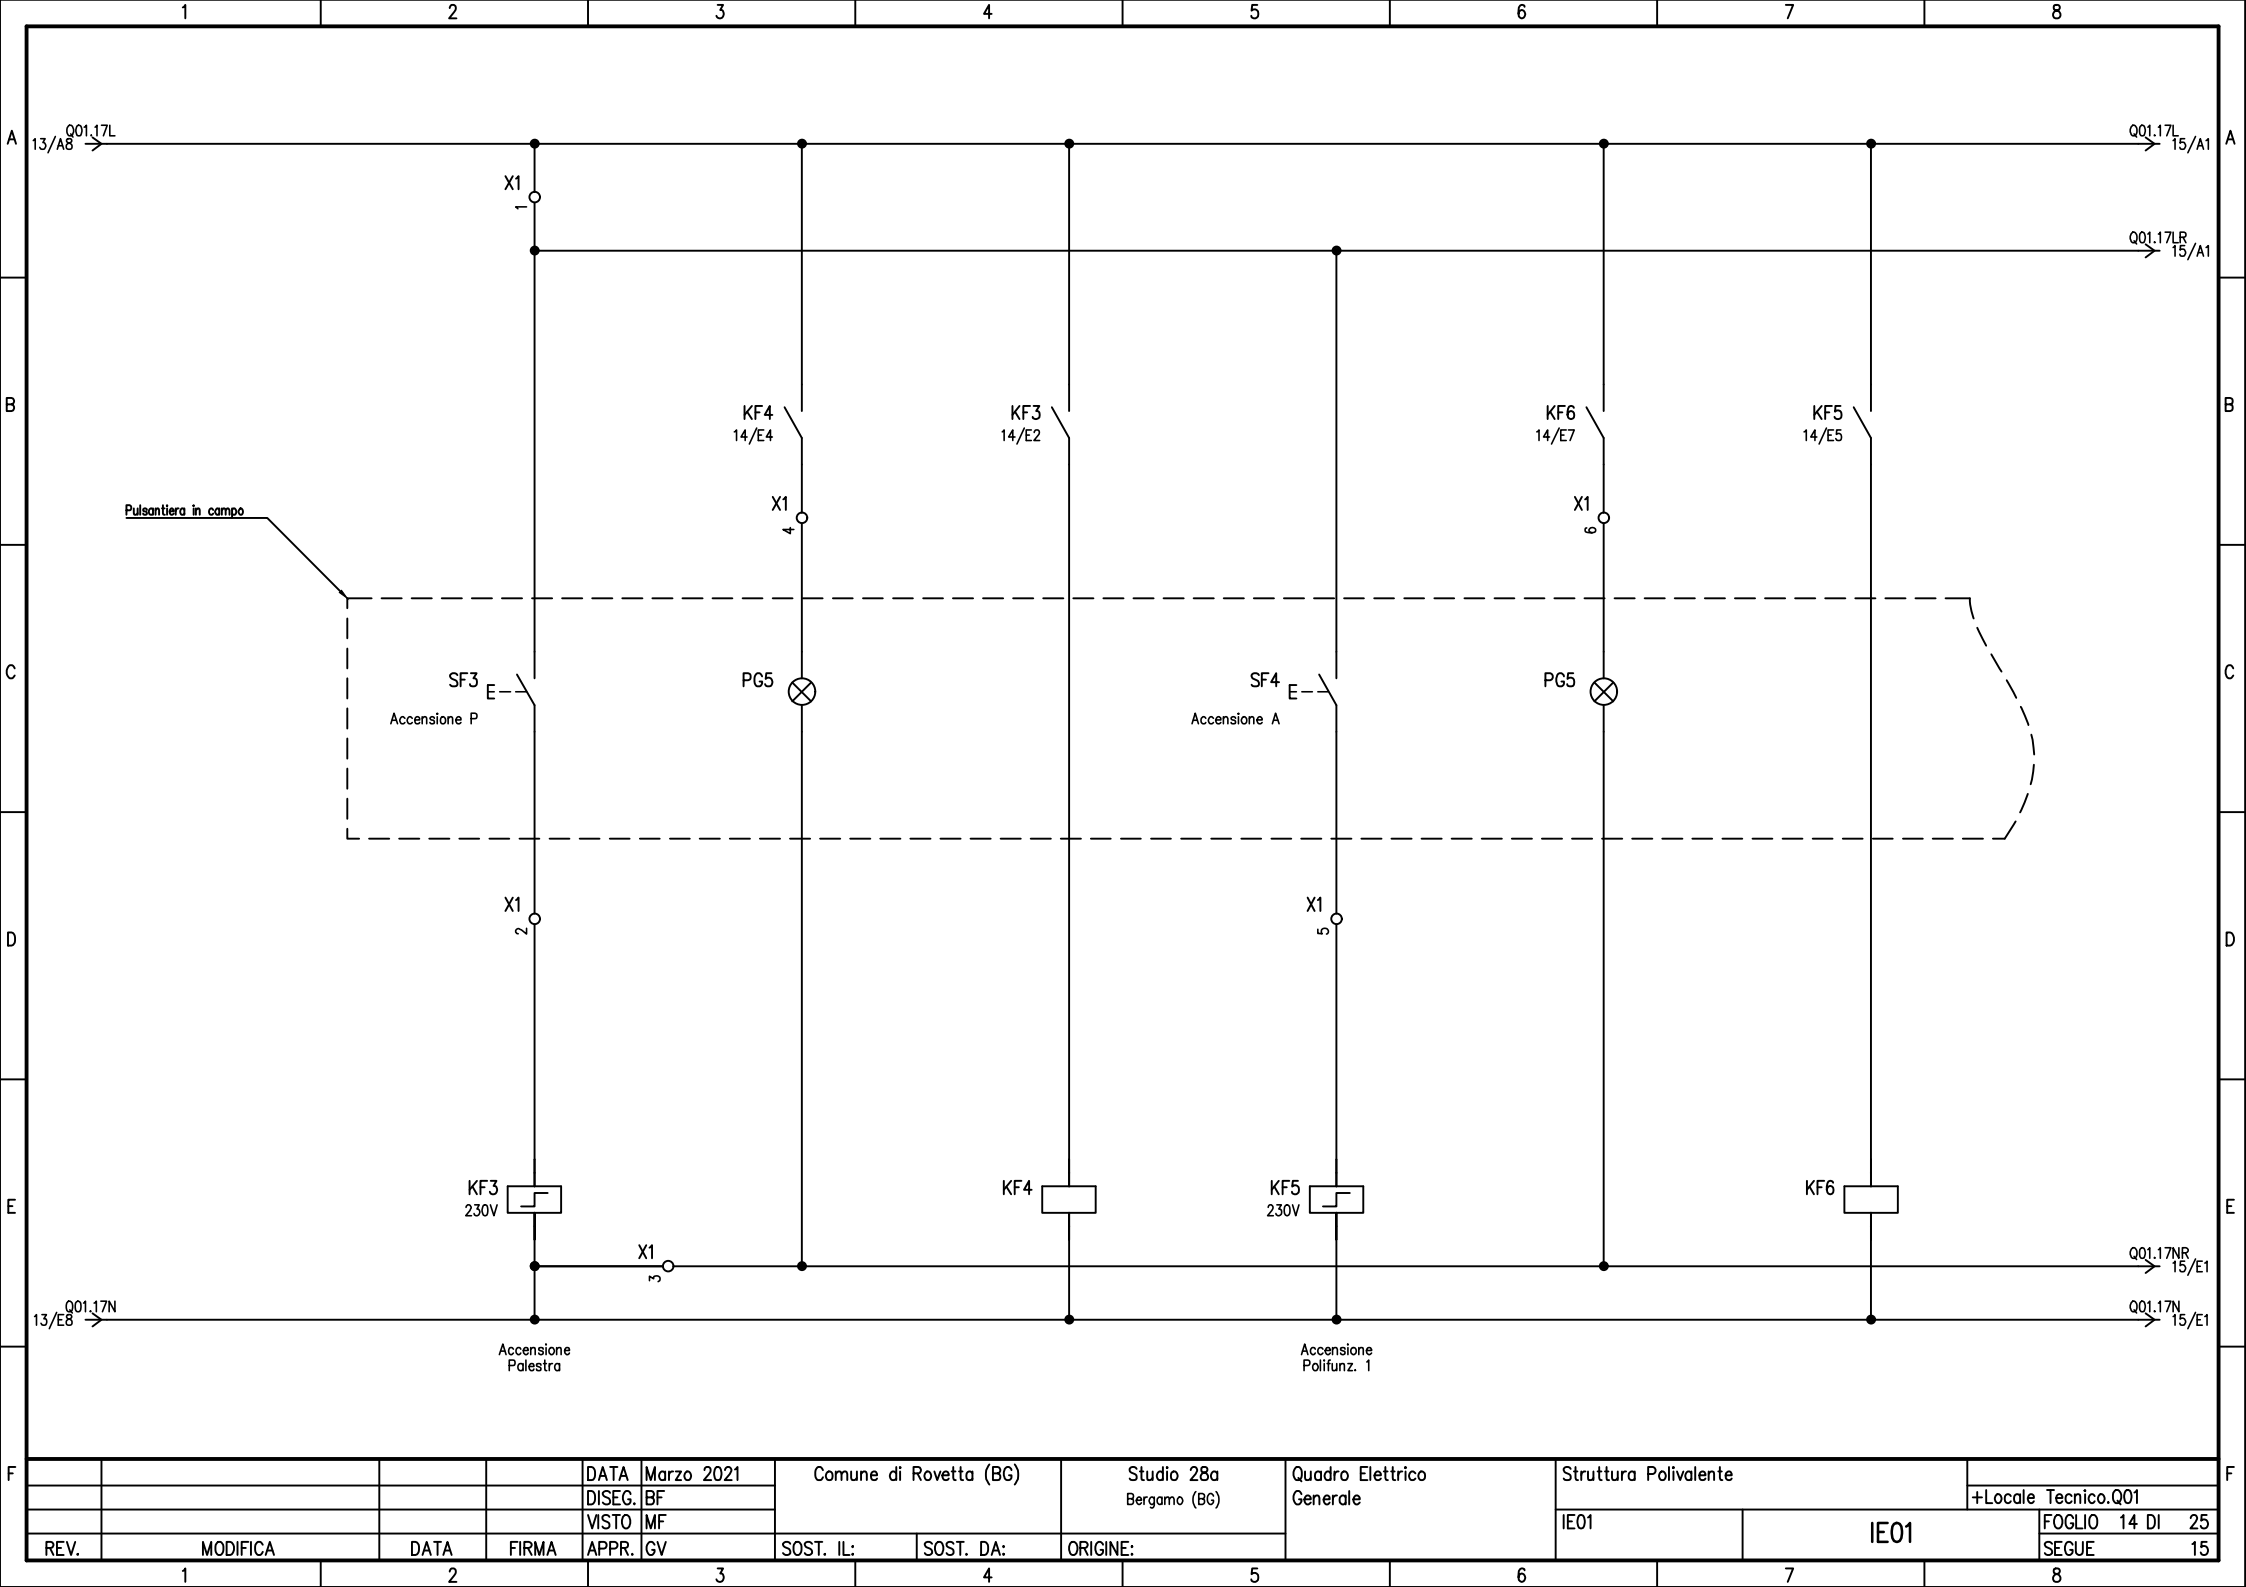 1 2 3 4 5 6 7 8
A A
Q01.17L Q01.17L
13/A8 15/A1
X1
1
Q01.17LR
15/A1
B B
KF4 KF3 KF6 KF5
14/E4 14/E2 14/E7 14/E5
X1 X1
4 6
Pulsantiera in campo
C C
SF3 E PG5 SF4 E PG5
Accensione P Accensione A
X1 X1
2 5
D D
KF3 KF4 KF5 KF6
230V 230V
E E
X1
3
Q01.17NR
15/E1
Q01.17N Q01.17N
13/E8 15/E1
Accensione Accensione
Palestra Polifunz. 1
F F
DATA Marzo 2021 Comune di Rovetta (BG) Studio 28a Quadro Elettrico Struttura Polivalente
DISEG. BF Bergamo (BG) Generale +Locale Tecnico.Q01
VISTO MF IE01 IE01 FOGLIO 14 DI 25
REV. MODIFICA DATA FIRMA APPR. GV SOST. IL: SOST. DA: ORIGINE: SEGUE 15
1 2 3 4 5 6 7 8